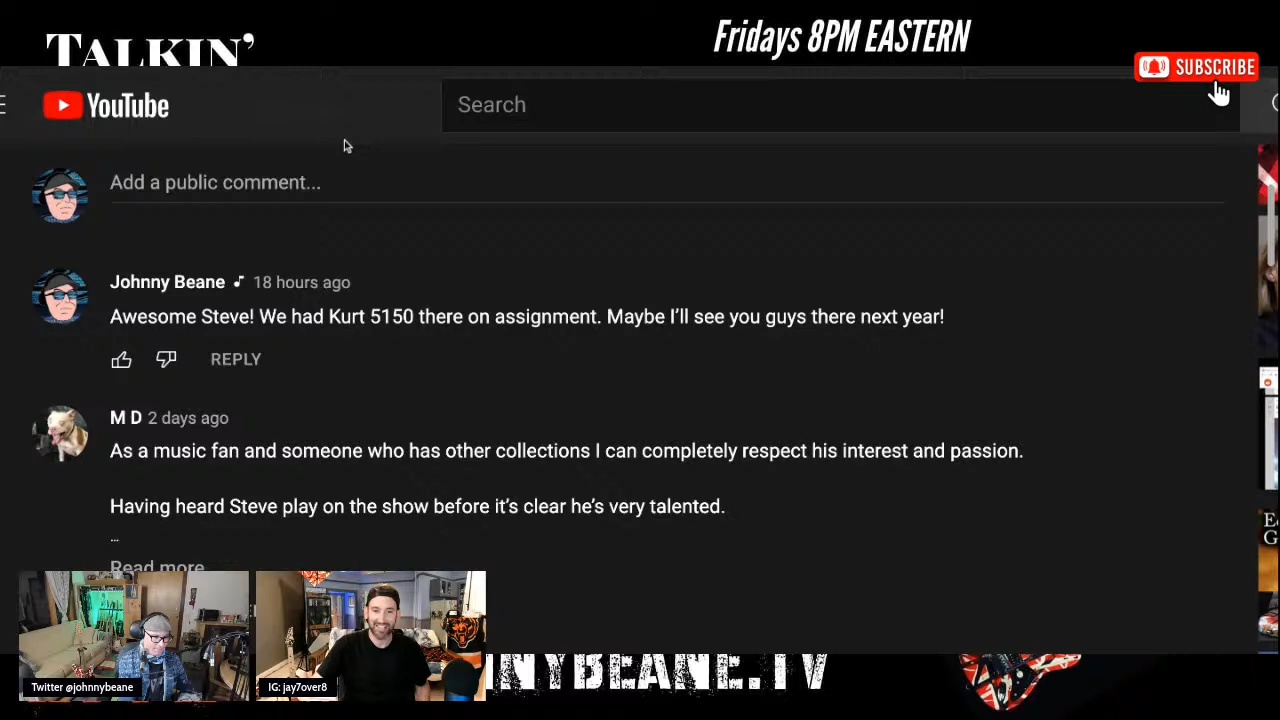 TALKIN'
Fridays 8PM EASTERN
SUBSCRIBE
YouTube
Search
Add a public comment...
Johnny Beane 18 hours ago
Awesome Steve! We had Kurt 5150 there on assignment. Maybe I'll see you guys there next year!
REPLY
M D 2 days ago
As a music fan and someone who has other collections I can completely respect his interest and passion.
Having heard Steve play on the show before it's clear he's very talented.
...
Read more
Twitter @johnnybeane
IG: jay7over8
NNYBEANE.TV